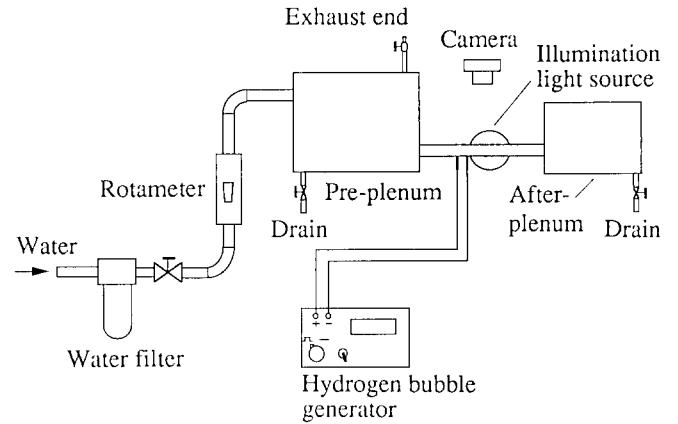 Exhaust end
Camera
Illumination
light source
Rotameter
Pre-plenum
After-
plenum
Drain
Drain
Water
+ −
Water filter
Hydrogen bubble
generator